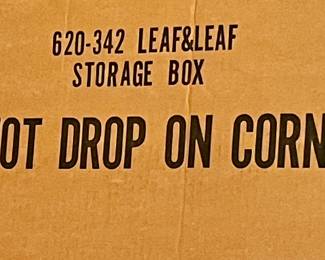 620-342 LEAF&LEAF
STORAGE BOX
OT DROP ON CORN